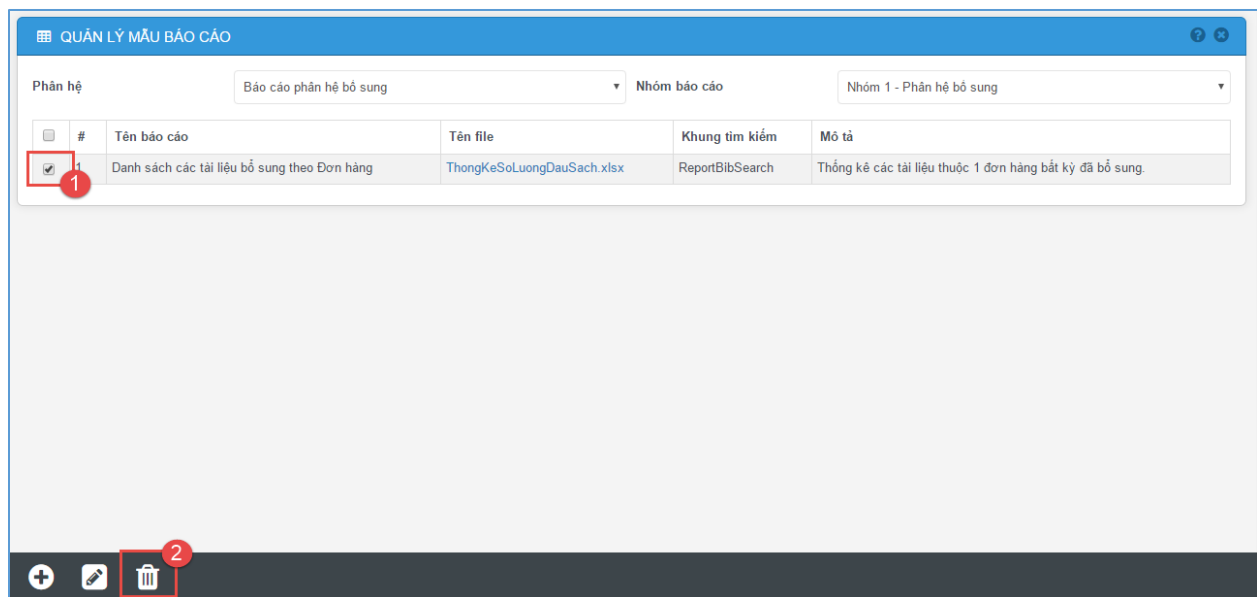 QUẢN LÝ MẪU BÁO CÁO
Phân hệ Báo cáo phân hệ bổ sung Nhóm báo cáo Nhóm 1 - Phân hệ bổ sung
# Tên báo cáo Tên file Khung tìm kiếm Mô tả
1 Danh sách các tài liệu bổ sung theo Đơn hàng ThongKeSoLuongDauSach.xlsx ReportBibSearch Thống kê các tài liệu thuộc 1 đơn hàng bất kỳ đã bổ sung.
1
2